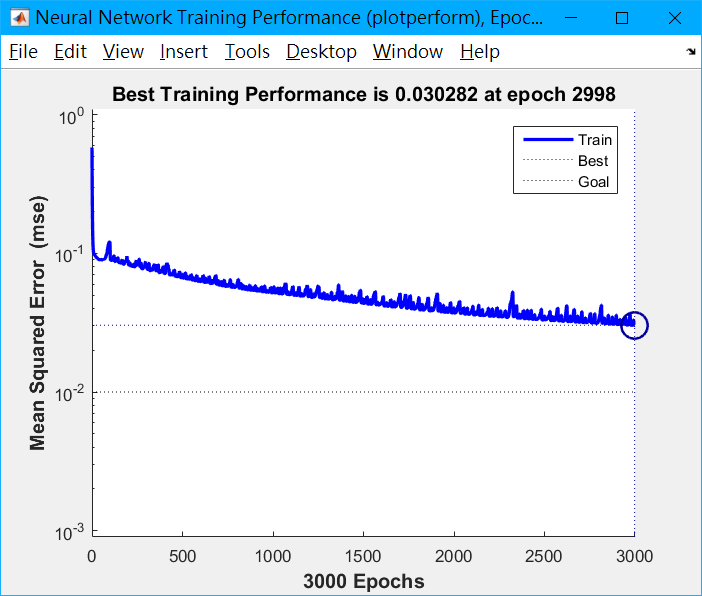 Neural Network Training Performance (plotperform), Epoc...
File Edit View Insert Tools Desktop Window Help
Best Training Performance is 0.030282 at epoch 2998
10^0
10^-1
10^-2
10^-3
Mean Squared Error (mse)
Train
Best
Goal
0 500 1000 1500 2000 2500 3000
3000 Epochs